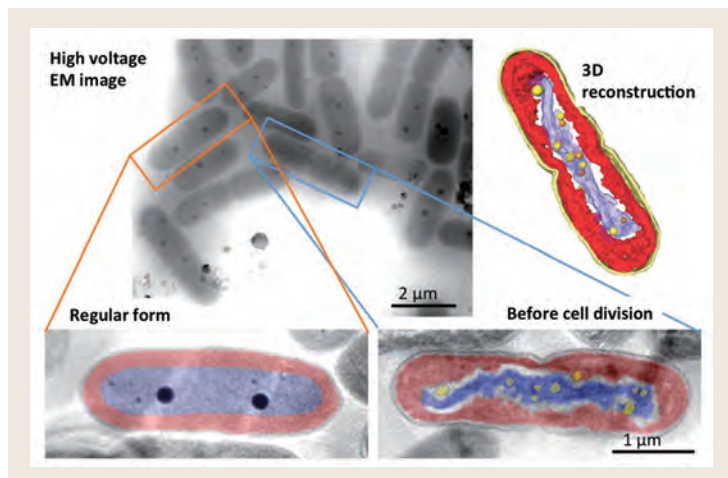 High voltage
EM image
3D
reconstruction
2 µm
Regular form
Before cell division
1 µm